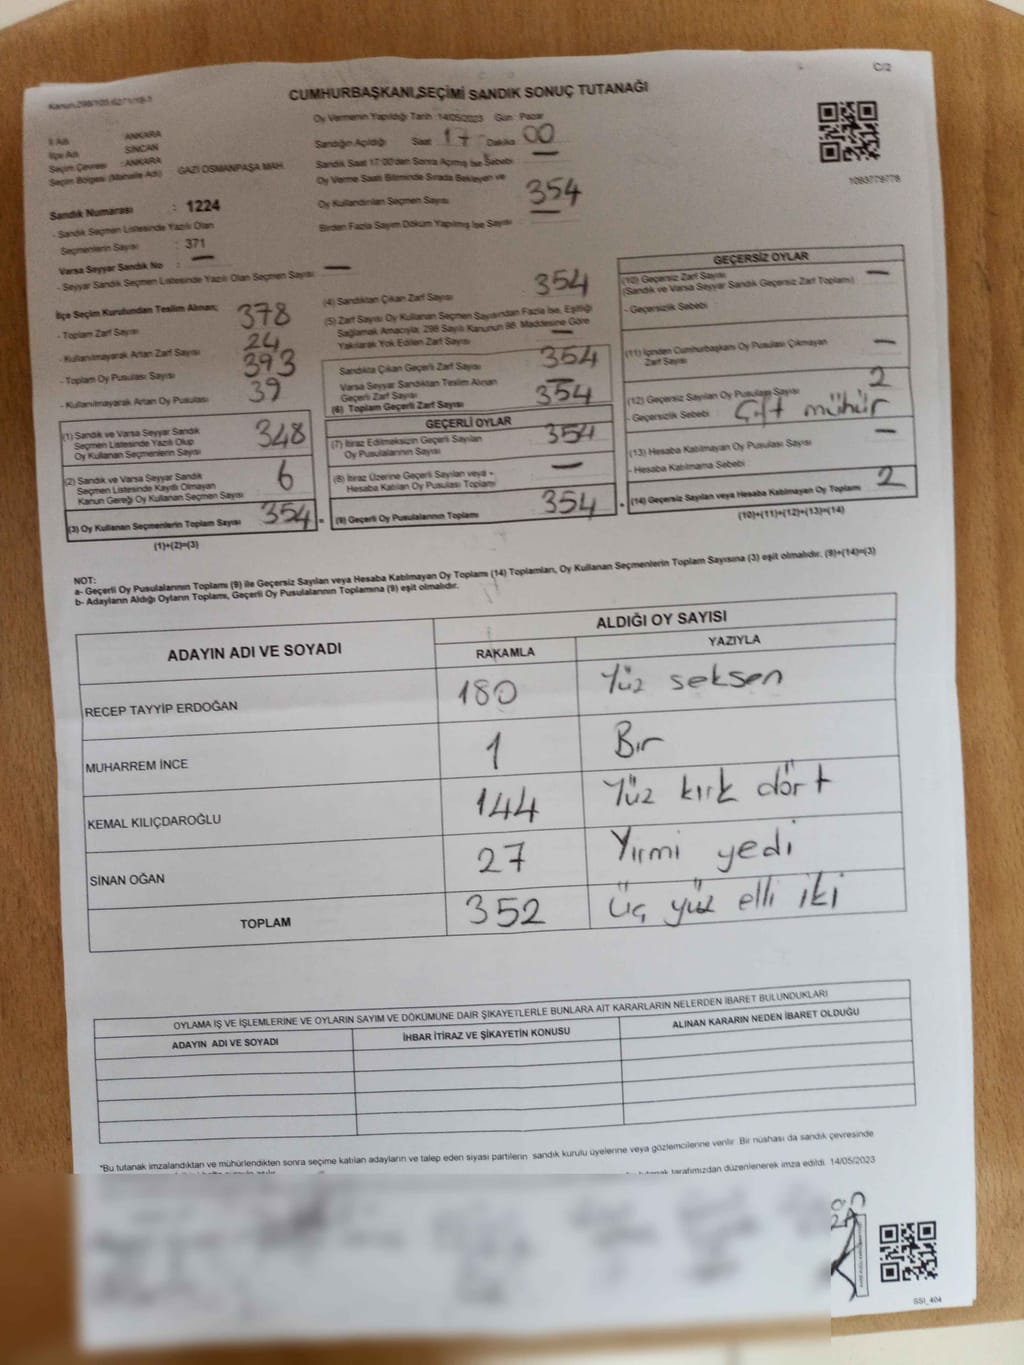 C/2
Kanun:298/105,6271/18-1
CUMHURBAŞKANI SEÇİMİ SANDIK SONUÇ TUTANAĞI
Oy Vermenin Yapıldığı Tarih :14/05/2023 Gün : Pazar
İl Adı : ANKARA
İlçe Adı : SİNCAN
Seçim Çevresi : ANKARA
Seçim Bölgesi (Mahalle Adı) GAZİ OSMANPAŞA MAH.
Sandığın Açıldığı Saat 17 : Dakika 00
Sandık Saat 17:00'den Sonra Açılmış İse Sebebi : —
Oy Verme Saati Bitiminde Sırada Bekleyen ve
Oy Kullandırılan Seçmen Sayısı 354
Birden Fazla Sayım Döküm Yapılmış İse Sayısı —
1093779778
Sandık Numarası : 1224
- Sandık Seçmen Listesinde Yazılı Olan
Seçmenlerin Sayısı : 371
Varsa Seyyar Sandık No : —
- Seyyar Sandık Seçmen Listesinde Yazılı Olan Seçmen Sayısı —
İlçe Seçim Kurulundan Teslim Alınan;
- Toplam Zarf Sayısı 378
- Kullanılmayarak Artan Zarf Sayısı 24
- Toplam Oy Pusulası Sayısı 393
- Kullanılmayarak Artan Oy Pusulası 39
(1) Sandık ve Varsa Seyyar Sandık
Seçmen Listesinde Yazılı Olup
Oy Kullanan Seçmenlerin Sayısı 348
(2) Sandık ve Varsa Seyyar Sandık
Seçmen Listesinde Kayıtlı Olmayan
Kanun Gereği Oy Kullanan Seçmen Sayısı 6
(3) Oy Kullanan Seçmenlerin Toplam Sayısı 354 =
(1)+(2)=(3)
(4) Sandıktan Çıkan Zarf Sayısı 354
(5) Zarf Sayısı Oy Kullanan Seçmen Sayısından Fazla İse, Eşitliği
Sağlamak Amacıyla, 298 Sayılı Kanunun 98. Maddesine Göre
Yakılarak Yok Edilen Zarf Sayısı —
Sandıkta Çıkan Geçerli Zarf Sayısı 354
Varsa Seyyar Sandıktan Teslim Alınan
Geçerli Zarf Sayısı —
(6) Toplam Geçerli Zarf Sayısı 354
GEÇERLİ OYLAR
(7) İtiraz Edilmeksizin Geçerli Sayılan
Oy Pusulalarının Sayısı 354
(8) İtiraz Üzerine Geçerli Sayılan veya
Hesaba Katılan Oy Pusulası Toplamı —
(9) Geçerli Oy Pusulalarının Toplamı 354 +
GEÇERSİZ OYLAR
(10) Geçersiz Zarf Sayısı —
(Sandık ve Varsa Seyyar Sandık Geçersiz Zarf Toplamı)
- Geçersizlik Sebebi :
(11) İçinden Cumhurbaşkanı Oy Pusulası Çıkmayan
Zarf Sayısı —
(12) Geçersiz Sayılan Oy Pusulası Sayısı 2
- Geçersizlik Sebebi : Çift mühür
(13) Hesaba Katılmayan Oy Pusulası Sayısı —
- Hesaba Katılmama Sebebi :
(14) Geçersiz Sayılan veya Hesaba Katılmayan Oy Toplamı 2
(10)+(11)+(12)+(13)=(14)
NOT:
a- Geçerli Oy Pusulalarının Toplamı (9) ile Geçersiz Sayılan veya Hesaba Katılmayan Oy Toplamı (14) Toplamları, Oy Kullanan Seçmenlerin Toplam Sayısına (3) eşit olmalıdır. (9)+(14)=(3)
b- Adayların Aldığı Oyların Toplamı, Geçerli Oy Pusulalarının Toplamına (9) eşit olmalıdır.
ADAYIN ADI VE SOYADI ALDIĞI OY SAYISI
RAKAMLA YAZIYLA
RECEP TAYYİP ERDOĞAN 180 Yüz seksen
MUHARREM İNCE 1 Bir
KEMAL KILIÇDAROĞLU 144 Yüz kırk dört
SİNAN OĞAN 27 Yirmi yedi
TOPLAM 352 Üç yüz elli iki
OYLAMA İŞ VE İŞLEMLERİNE VE OYLARIN SAYIM VE DÖKÜMÜNE DAİR ŞİKAYETLERLE BUNLARA AİT KARARLARIN NELERDEN İBARET BULUNDUKLARI
ADAYIN ADI VE SOYADI İHBAR İTİRAZ VE ŞİKAYETİN KONUSU ALINAN KARARIN NEDEN İBARET OLDUĞU
*Bu tutanak imzalandıktan ve mühürlendikten sonra seçime katılan adayların ve talep eden siyasi partilerin sandık kurulu üyelerine veya gözlemcilerine verilir. Bir nüshası da sandık çevresinde
tutanak tarafımızdan düzenlenerek imza edildi. 14/05/2023
SSI_404